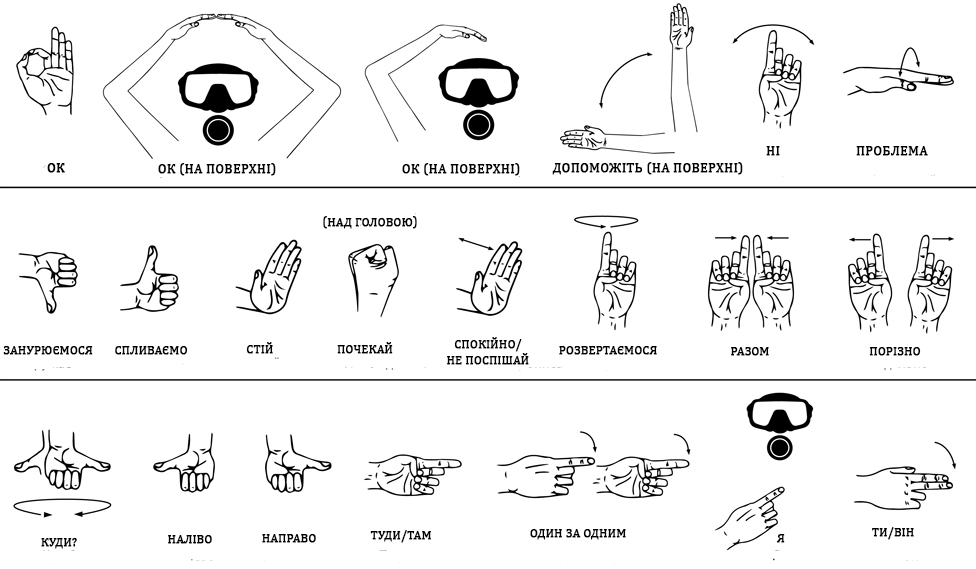 ОК
ОК (НА ПОВЕРХНІ)
ОК (НА ПОВЕРХНІ)
ДОПОМОЖІТЬ (НА ПОВЕРХНІ)
НІ
ПРОБЛЕМА
ЗАНУРЮЄМОСЯ
СПЛИВАЄМО
СТІЙ
(НАД ГОЛОВОЮ)
ПОЧЕКАЙ
СПОКІЙНО/
НЕ ПОСПІШАЙ
РОЗВЕРТАЄМОСЯ
РАЗОМ
ПОРІЗНО
КУДИ?
НАЛІВО
НАПРАВО
ТУДИ/ТАМ
ОДИН ЗА ОДНИМ
Я
ТИ/ВІН